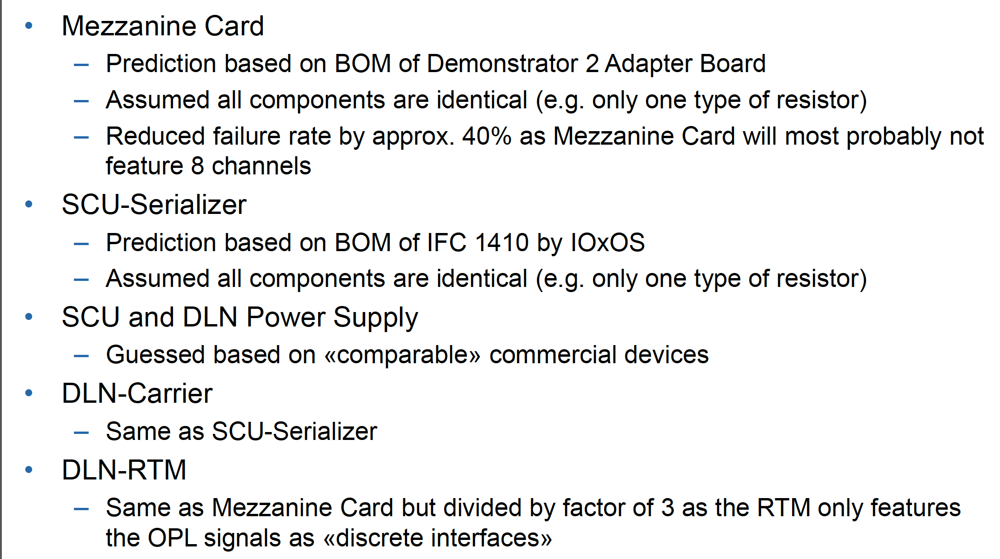 • Mezzanine Card
– Prediction based on BOM of Demonstrator 2 Adapter Board
– Assumed all components are identical (e.g. only one type of resistor)
– Reduced failure rate by approx. 40% as Mezzanine Card will most probably not
feature 8 channels
• SCU-Serializer
– Prediction based on BOM of IFC 1410 by IOxOS
– Assumed all components are identical (e.g. only one type of resistor)
• SCU and DLN Power Supply
– Guessed based on «comparable» commercial devices
• DLN-Carrier
– Same as SCU-Serializer
• DLN-RTM
– Same as Mezzanine Card but divided by factor of 3 as the RTM only features
the OPL signals as «discrete interfaces»